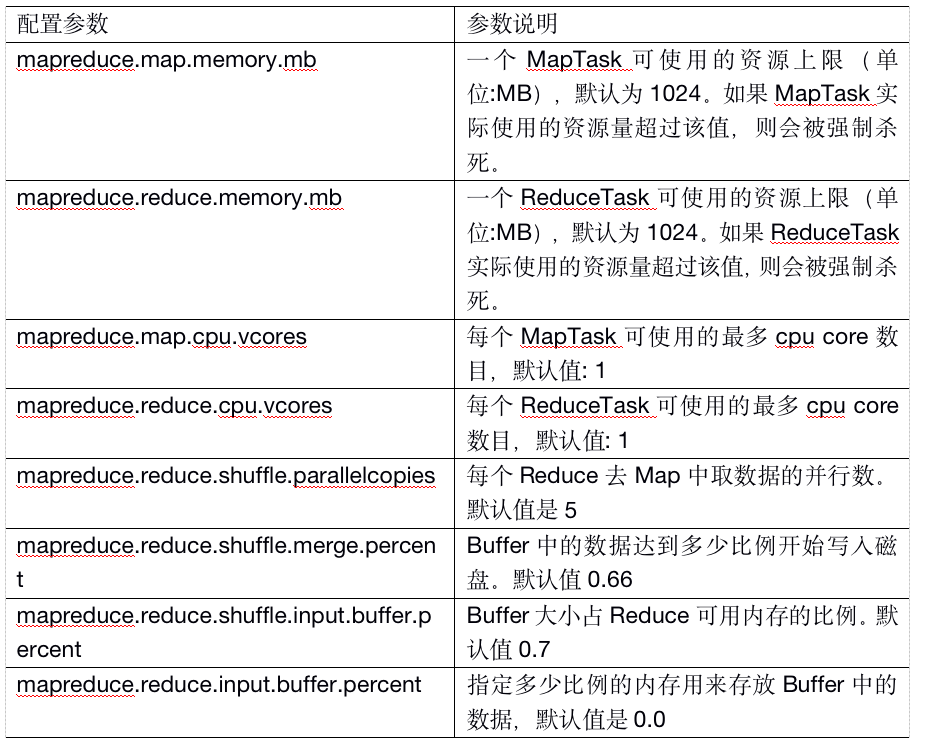 配置参数
参数说明
mapreduce.map.memory.mb
一个 MapTask 可使用的资源上限（单
位:MB），默认为 1024。如果 MapTask 实
际使用的资源量超过该值，则会被强制杀
死。
mapreduce.reduce.memory.mb
一个 ReduceTask 可使用的资源上限（单
位:MB），默认为 1024。如果 ReduceTask
实际使用的资源量超过该值，则会被强制杀
死。
mapreduce.map.cpu.vcores
每个 MapTask 可使用的最多 cpu core 数
目，默认值: 1
mapreduce.reduce.cpu.vcores
每个 ReduceTask 可使用的最多 cpu core
数目，默认值: 1
mapreduce.reduce.shuffle.parallelcopies
每个 Reduce 去 Map 中取数据的并行数。
默认值是 5
mapreduce.reduce.shuffle.merge.percen
t
Buffer 中的数据达到多少比例开始写入磁
盘。默认值 0.66
mapreduce.reduce.shuffle.input.buffer.p
ercent
Buffer 大小占 Reduce 可用内存的比例。默
认值 0.7
mapreduce.reduce.input.buffer.percent
指定多少比例的内存用来存放 Buffer 中的
数据，默认值是 0.0